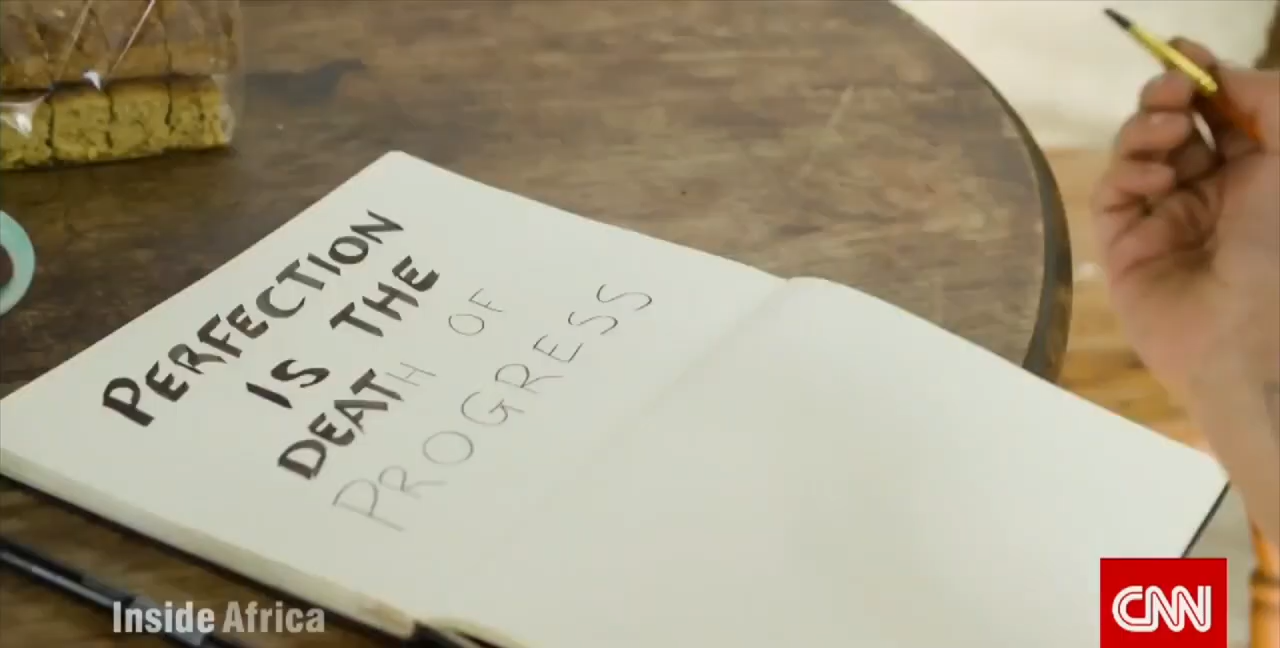 PERFECTION
IS THE
DEATH OF
PROGRESS
Inside Africa
CNN